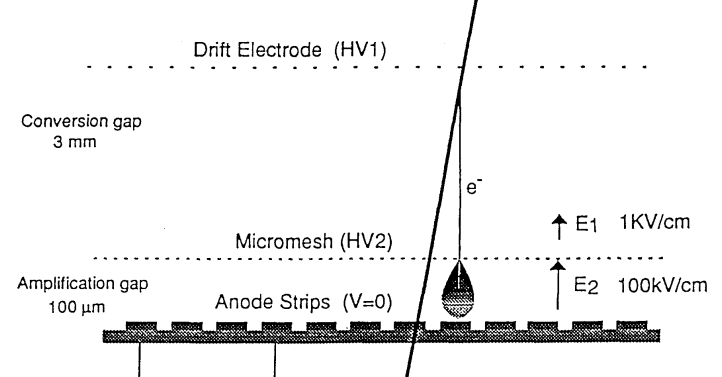 Drift Electrode (HV1)
Conversion gap
3 mm
e-
E1 1KV/cm
Micromesh (HV2)
Amplification gap
100 µm
E2 100kV/cm
Anode Strips (V=0)